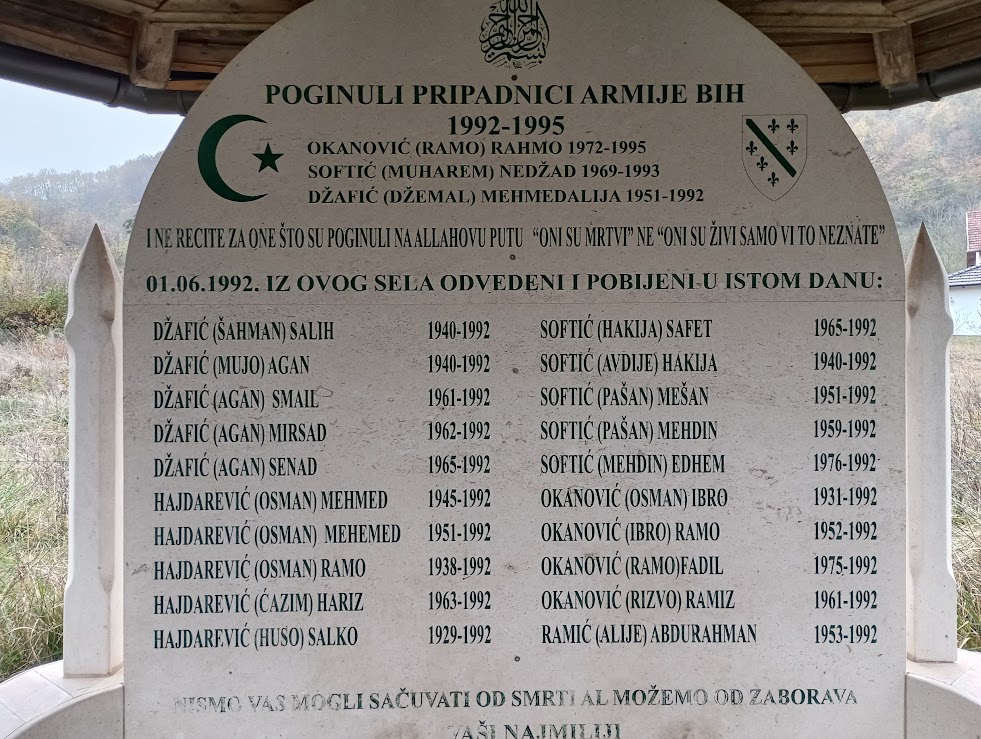 بسم الله الرحمن الرحيم
POGINULI PRIPADNICI ARMIJE BIH
1992-1995
OKANOVIĆ (RAMO) RAHMO 1972-1995
SOFTIĆ (MUHAREM) NEDŽAD 1969-1993
DŽAFIĆ (DŽEMAL) MEHMEDALIJA 1951-1992
I NE RECITE ZA ONE ŠTO SU POGINULI NA ALLAHOVU PUTU "ONI SU MRTVI" NE "ONI SU ŽIVI SAMO VI TO NEZNATE"
01.06.1992. IZ OVOG SELA ODVEDENI I POBIJENI U ISTOM DANU:
DŽAFIĆ (ŠAHMAN) SALIH 1940-1992
DŽAFIĆ (MUJO) AGAN 1940-1992
DŽAFIĆ (AGAN) SMAIL 1961-1992
DŽAFIĆ (AGAN) MIRSAD 1962-1992
DŽAFIĆ (AGAN) SENAD 1965-1992
HAJDAREVIĆ (OSMAN) MEHMED 1945-1992
HAJDAREVIĆ (OSMAN) MEHEMED 1951-1992
HAJDAREVIĆ (OSMAN) RAMO 1938-1992
HAJDAREVIĆ (ĆAZIM) HARIZ 1963-1992
HAJDAREVIĆ (HUSO) SALKO 1929-1992
SOFTIĆ (HAKIJA) SAFET 1965-1992
SOFTIĆ (AVDIJE) HAKIJA 1940-1992
SOFTIĆ (PAŠAN) MEŠAN 1951-1992
SOFTIĆ (PAŠAN) MEHDIN 1959-1992
SOFTIĆ (MEHDIN) EDHEM 1976-1992
OKANOVIĆ (OSMAN) IBRO 1931-1992
OKANOVIĆ (IBRO) RAMO 1952-1992
OKANOVIĆ (RAMO)FADIL 1975-1992
OKANOVIĆ (RIZVO) RAMIZ 1961-1992
RAMIĆ (ALIJE) ABDURAHMAN 1953-1992
NISMO VAS MOGLI SAČUVATI OD SMRTI AL MOŽEMO OD ZABORAVA
VAŠI NAJMILIJI